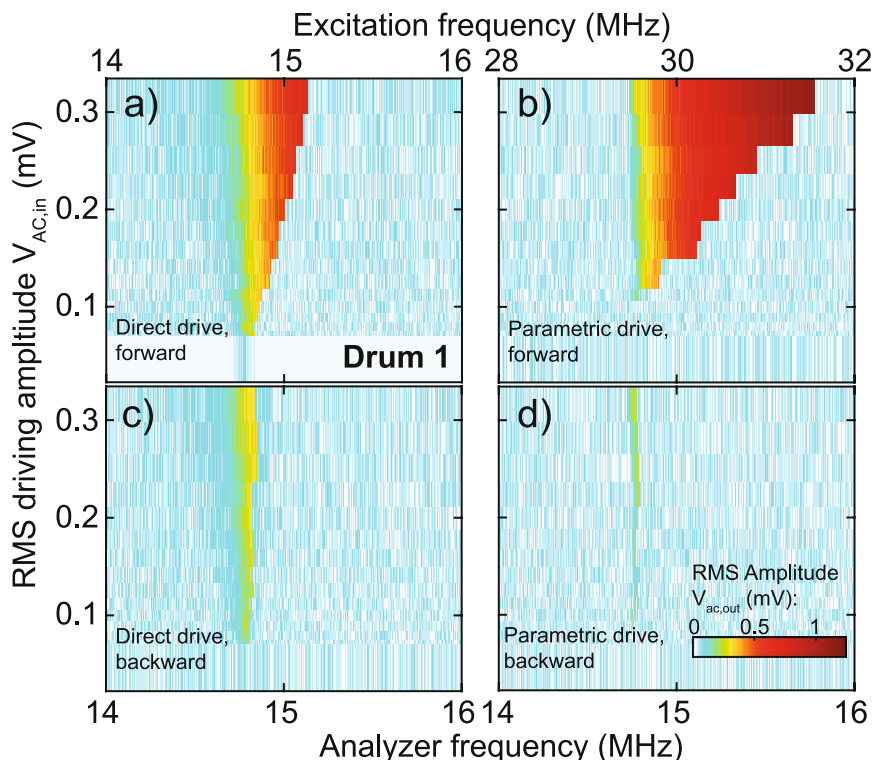 Excitation frequency (MHz)
14 15 16 28 30 32
RMS driving ampltiude V_AC,in (mV)
a) b)
0.3
0.2
0.1
Direct drive,
forward
Drum 1
Parametric drive,
forward
c) d)
0.3
0.2
0.1
Direct drive,
backward
Parametric drive,
backward
RMS Amplitude
V_ac,out (mV):
0 0.5 1
14 15 16 14 15 16
Analyzer frequency (MHz)